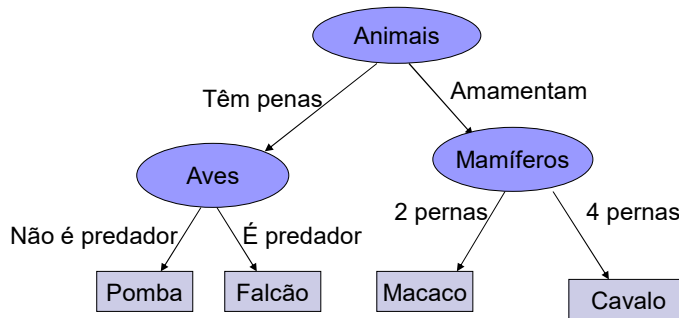 Animais
Têm penas
Amamentam
Aves
Mamíferos
Não é predador
É predador
2 pernas
4 pernas
Pomba
Falcão
Macaco
Cavalo